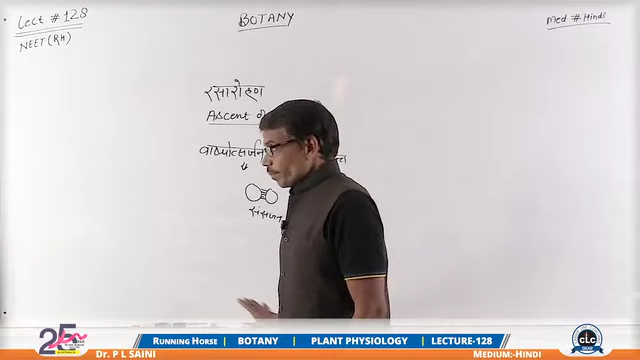 Lect # 128
NEET (RH)
BOTANY
Med # Hindi
रसारोहण
Ascent
वाष्पोत्सर्जन
संसजन
25
Dr. P L SAINI
RUNNING HORSE
BOTANY
PLANT PHYSIOLOGY
LECTURE-128
MEDIUM:-HINDI
CLC